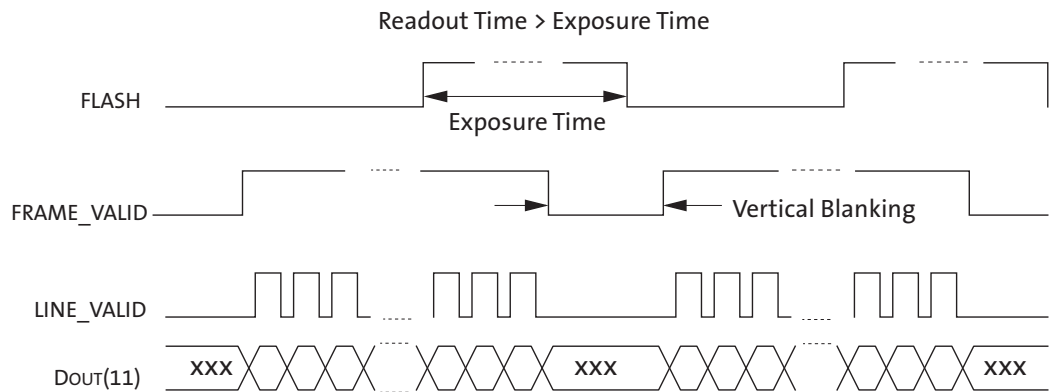 Readout Time > Exposure Time
FLASH
Exposure Time
FRAME_VALID
Vertical Blanking
LINE_VALID
DOUT(11)
XXX
XXX
XXX